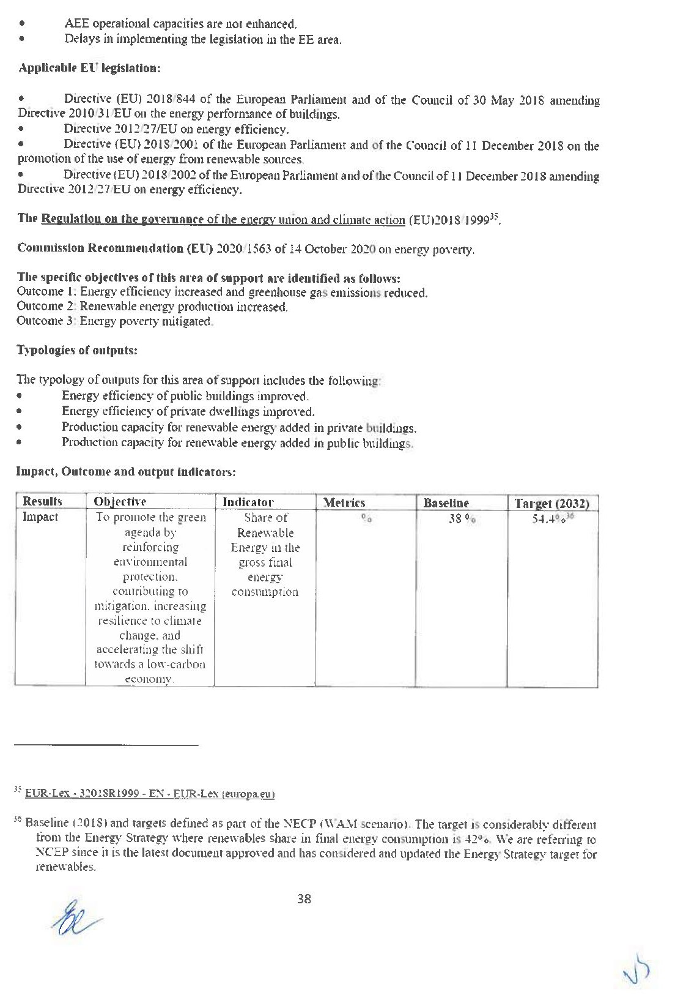 • AEE operational capacities are not enhanced.
• Delays in implementing the legislation in the EE area.
Applicable EU legislation:
• Directive (EU) 2018/844 of the European Parliament and of the Council of 30 May 2018 amending
Directive 2010/31/EU on the energy performance of buildings.
• Directive 2012/27/EU on energy efficiency.
• Directive (EU) 2018/2001 of the European Parliament and of the Council of 11 December 2018 on the
promotion of the use of energy from renewable sources.
• Directive (EU) 2018/2002 of the European Parliament and of the Council of 11 December 2018 amending
Directive 2012/27/EU on energy efficiency.
The Regulation on the governance of the energy union and climate action (EU)2018/1999³⁵.
Commission Recommendation (EU) 2020/1563 of 14 October 2020 on energy poverty.
The specific objectives of this area of support are identified as follows:
Outcome 1: Energy efficiency increased and greenhouse gas emissions reduced.
Outcome 2: Renewable energy production increased.
Outcome 3: Energy poverty mitigated.
Typologies of outputs:
The typology of outputs for this area of support includes the following:
• Energy efficiency of public buildings improved.
• Energy efficiency of private dwellings improved.
• Production capacity for renewable energy added in private buildings.
• Production capacity for renewable energy added in public buildings.
Impact, Outcome and output indicators:
Results Objective Indicator Metrics Baseline Target (2032)
Impact To promote the green Share of % 38 % 54.4%³⁶
agenda by Renewable
reinforcing Energy in the
environmental gross final
protection, energy
contributing to consumption
mitigation, increasing
resilience to climate
change, and
accelerating the shift
towards a low-carbon
economy.
³⁵ EUR-Lex - 32018R1999 - EN - EUR-Lex (europa.eu)
³⁶ Baseline (2018) and targets defined as part of the NECP (WAM scenario). The target is considerably different
from the Energy Strategy where renewables share in final energy consumption is 42%. We are referring to
NCEP since it is the latest document approved and has considered and updated the Energy Strategy target for
renewables.
38